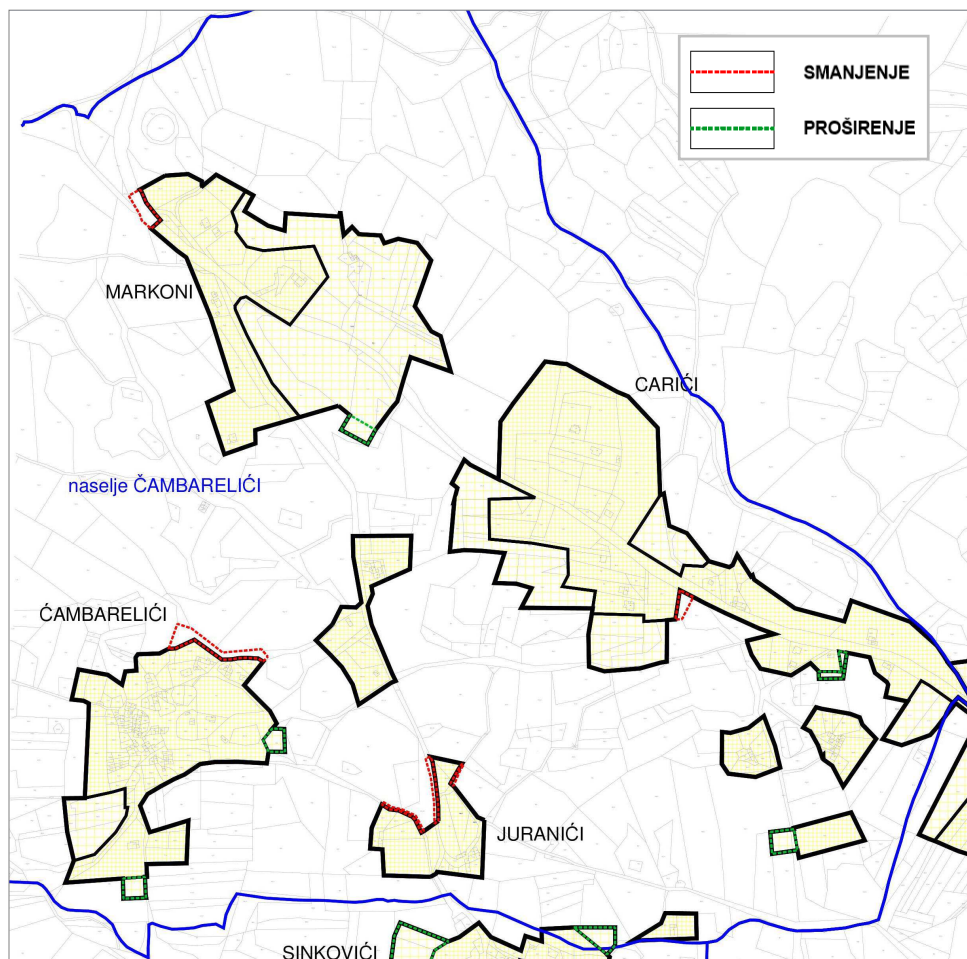 SMANJENJE
PROŠIRENJE
MARKONI
CARIĆI
naselje ČAMBARELIĆI
ĆAMBARELIĆI
JURANIĆI
SINKOVIĆI